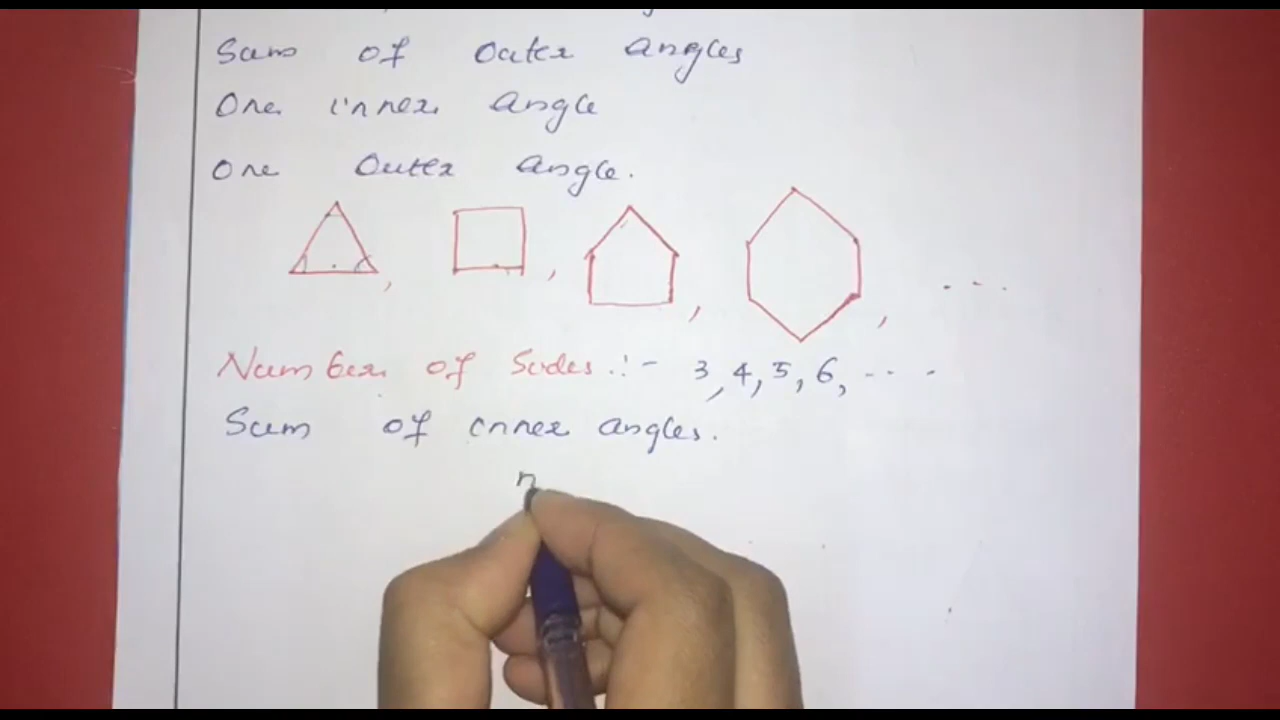 Sum of Outer angles
One inner angle
One Outer angle.
, , , , ...
Number of Sides :- 3, 4, 5, 6, ....
Sum of inner angles.
n